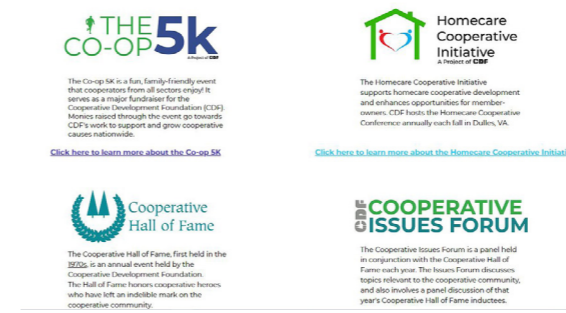 THE
CO-OP 5k
A Project of CDF
The Co-op 5K is a fun, family-friendly event
that cooperators from all sectors enjoy! It
serves as a major fundraiser for the
Cooperative Development Foundation (CDF).
Monies raised through the event go towards
CDF's work to support and grow cooperative
causes nationwide.
Click here to learn more about the Co-op 5K
Homecare
Cooperative
Initiative
A Project of CDF
The Homecare Cooperative Initiative
supports homecare cooperative development
and enhances opportunities for member-
owners. CDF hosts the Homecare Cooperative
Conference annually each fall in Dulles, VA.
Click here to learn more about the Homecare Cooperative Initiati
Cooperative
Hall of Fame
The Cooperative Hall of Fame, first held in the
1970s, is an annual event held by the
Cooperative Development Foundation.
The Hall of Fame honors cooperative heroes
who have left an indelible mark on the
cooperative community.
CDF
COOPERATIVE
ISSUES FORUM
The Cooperative Issues Forum is a panel held
in conjunction with the Cooperative Hall of
Fame each year. The Issues Forum discusses
topics relevant to the cooperative community,
and also involves a panel discussion of that
year's Cooperative Hall of Fame inductees.